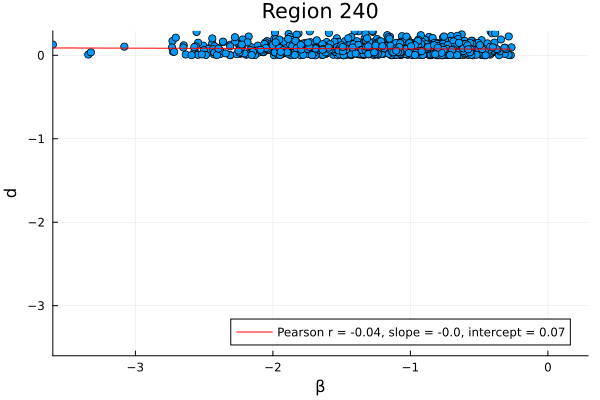 Region 240
0
−1
−2
−3
d
Pearson r = -0.04, slope = -0.0, intercept = 0.07
−3 −2 −1 0
β